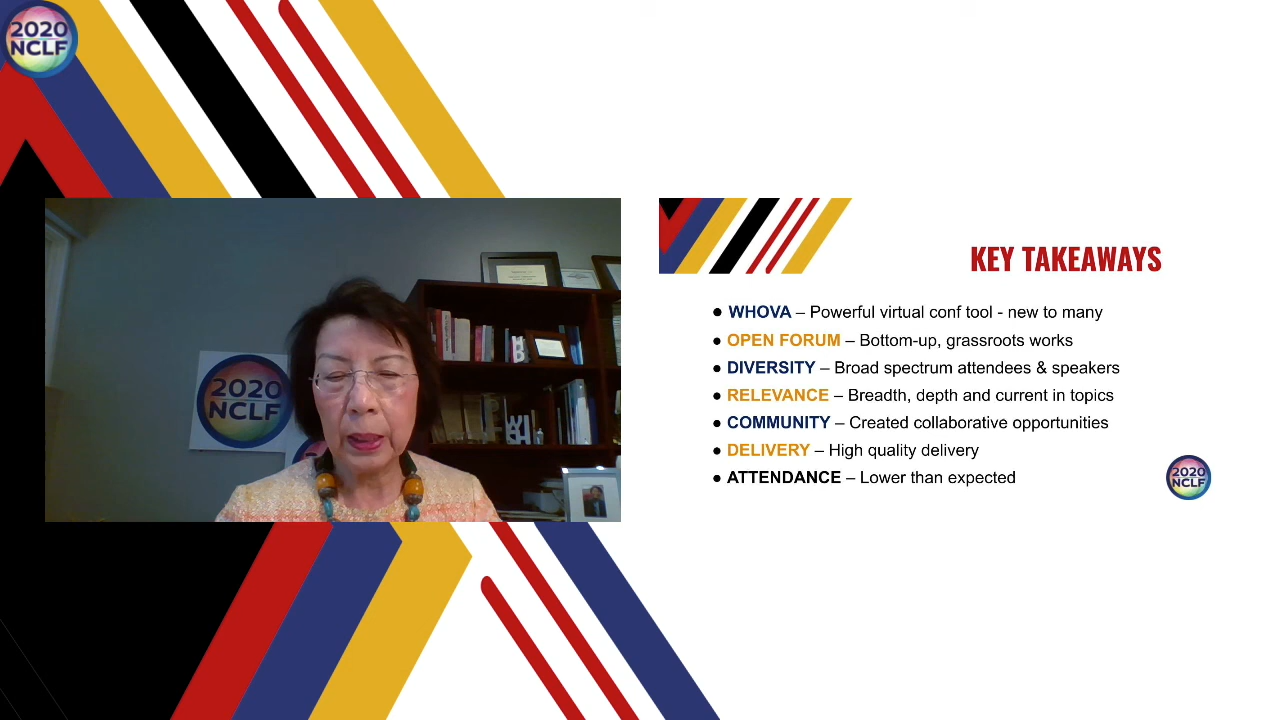 2020
NCLF
2020
NCLF
KEY TAKEAWAYS
● WHOVA – Powerful virtual conf tool - new to many
● OPEN FORUM – Bottom-up, grassroots works
● DIVERSITY – Broad spectrum attendees & speakers
● RELEVANCE – Breadth, depth and current in topics
● COMMUNITY – Created collaborative opportunities
● DELIVERY – High quality delivery
● ATTENDANCE – Lower than expected
2020
NCLF